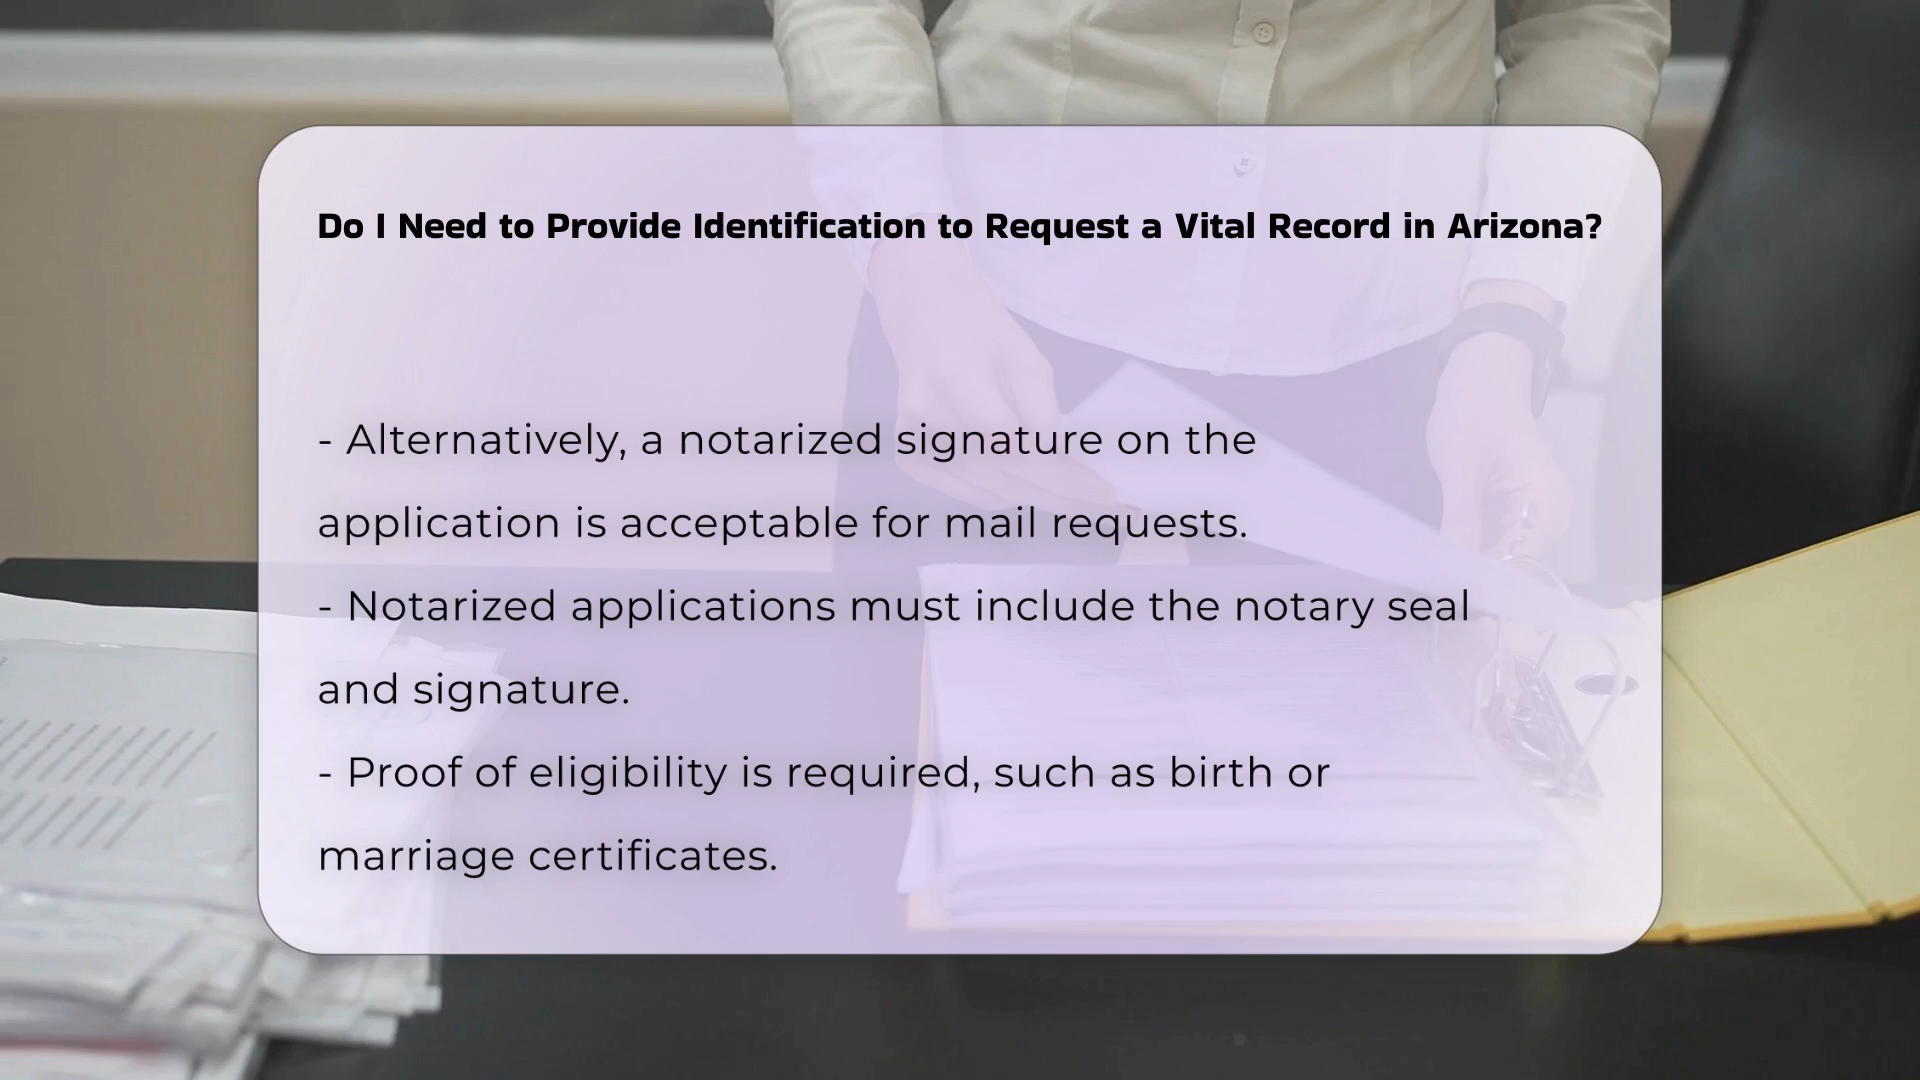 Do I Need to Provide Identification to Request a Vital Record in Arizona?
- Alternatively, a notarized signature on the
application is acceptable for mail requests.
- Notarized applications must include the notary seal
and signature.
- Proof of eligibility is required, such as birth or
marriage certificates.